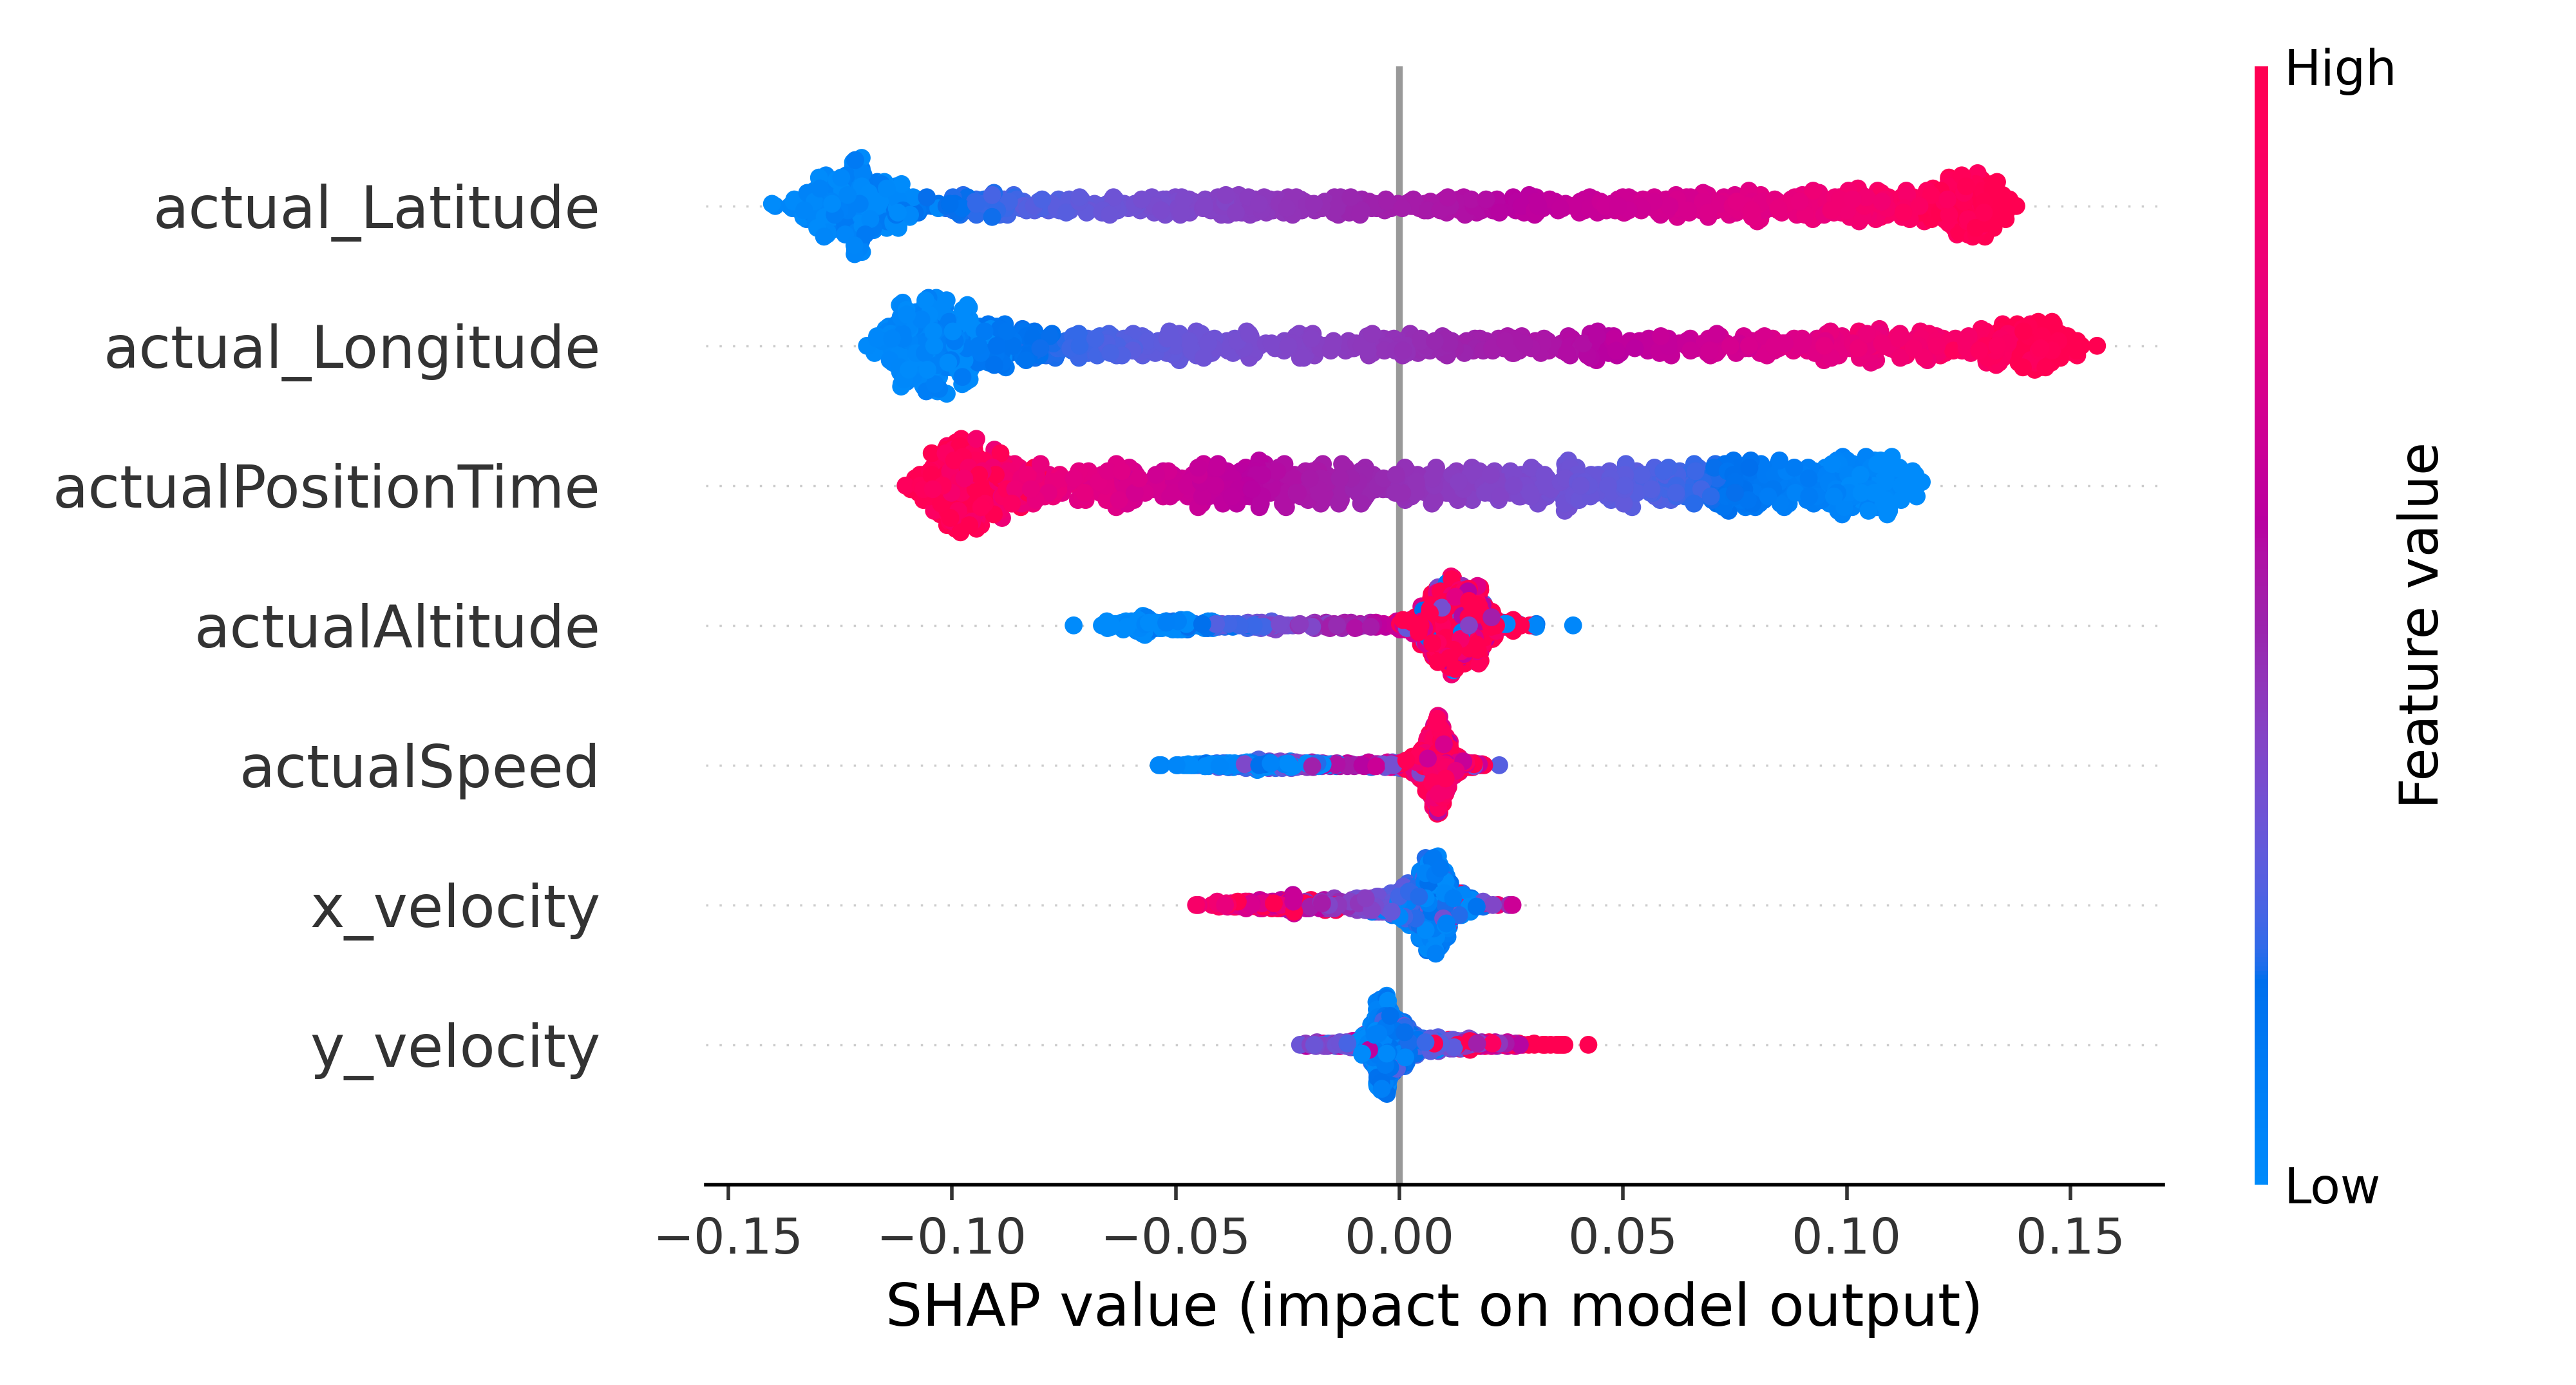 High
actual_Latitude
actual_Longitude
actualPositionTime
actualAltitude
actualSpeed
x_velocity
y_velocity
Feature value
Low
−0.15 −0.10 −0.05 0.00 0.05 0.10 0.15
SHAP value (impact on model output)